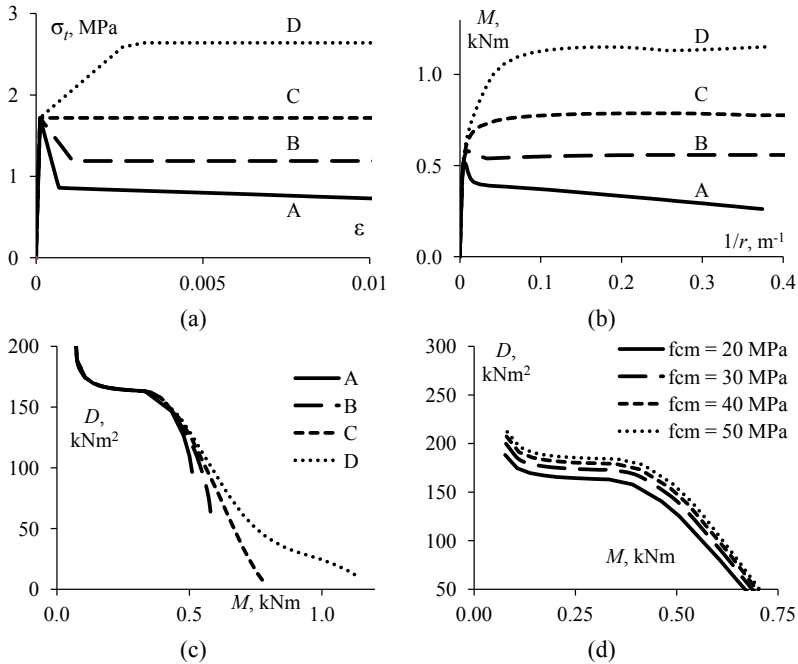 σt, MPa
3
2
1
0
D
C
B
A
ε
0
0.005
0.01
(a)
M,
kNm
1.0
0.5
0.0
D
C
B
A
1/r, m-1
0
0.1
0.2
0.3
0.4
(b)
200
150
100
50
0
D,
kNm2
A
B
C
D
0.0
0.5
M, kNm
1.0
(c)
300
250
200
150
100
50
D,
kNm2
fcm = 20 MPa
fcm = 30 MPa
fcm = 40 MPa
fcm = 50 MPa
M, kNm
0.00
0.25
0.50
0.75
(d)